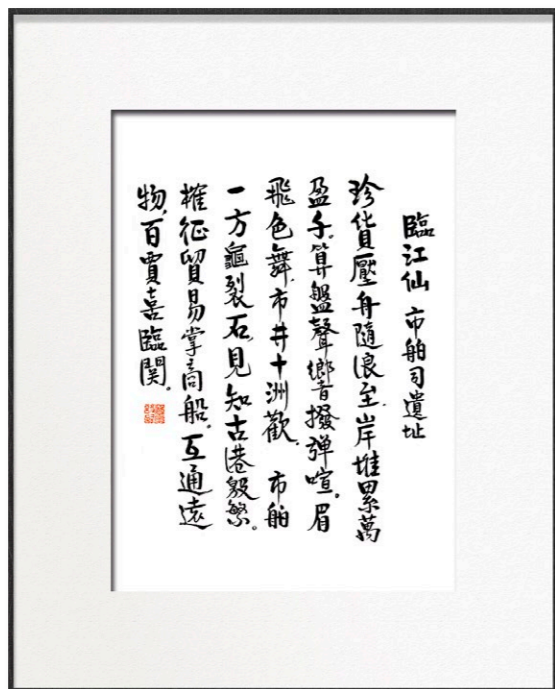 臨江仙 市舶司遺址
珍貨壓舟隨浪至.岸堆累萬
盈千.算盤聲響撥彈喧。眉
飛色舞.市井十洲歡.　市舶
一方龜裂石.見知古港殷繁。
榷征貿易掌商船.互通遠
物.百賈喜臨関.